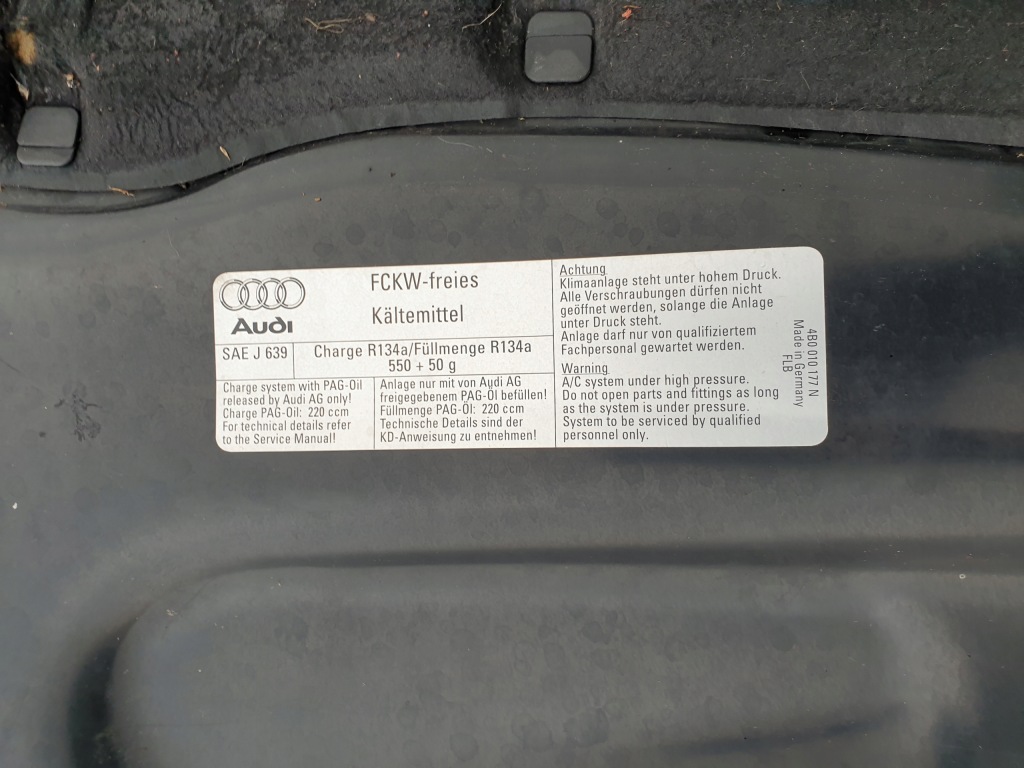 Audi
FCKW-freies
Kältemittel
SAE J 639
Charge R134a/Füllmenge R134a
550 + 50 g
Charge system with PAG-Oil
released by Audi AG only!
Charge PAG-Oil: 220 ccm
For technical details refer
to the Service Manual!
Anlage nur mit von Audi AG
freigegebenem PAG-Öl befüllen!
Füllmenge PAG-Öl: 220 ccm
Technische Details sind der
KD-Anweisung zu entnehmen!
Achtung
Klimaanlage steht unter hohem Druck.
Alle Verschraubungen dürfen nicht
geöffnet werden, solange die Anlage
unter Druck steht.
Anlage darf nur von qualifiziertem
Fachpersonal gewartet werden.
Warning
A/C system under high pressure.
Do not open parts and fittings as long
as the system is under pressure.
System to be serviced by qualified
personnel only.
4B0 010 177 N
Made in Germany
FLB